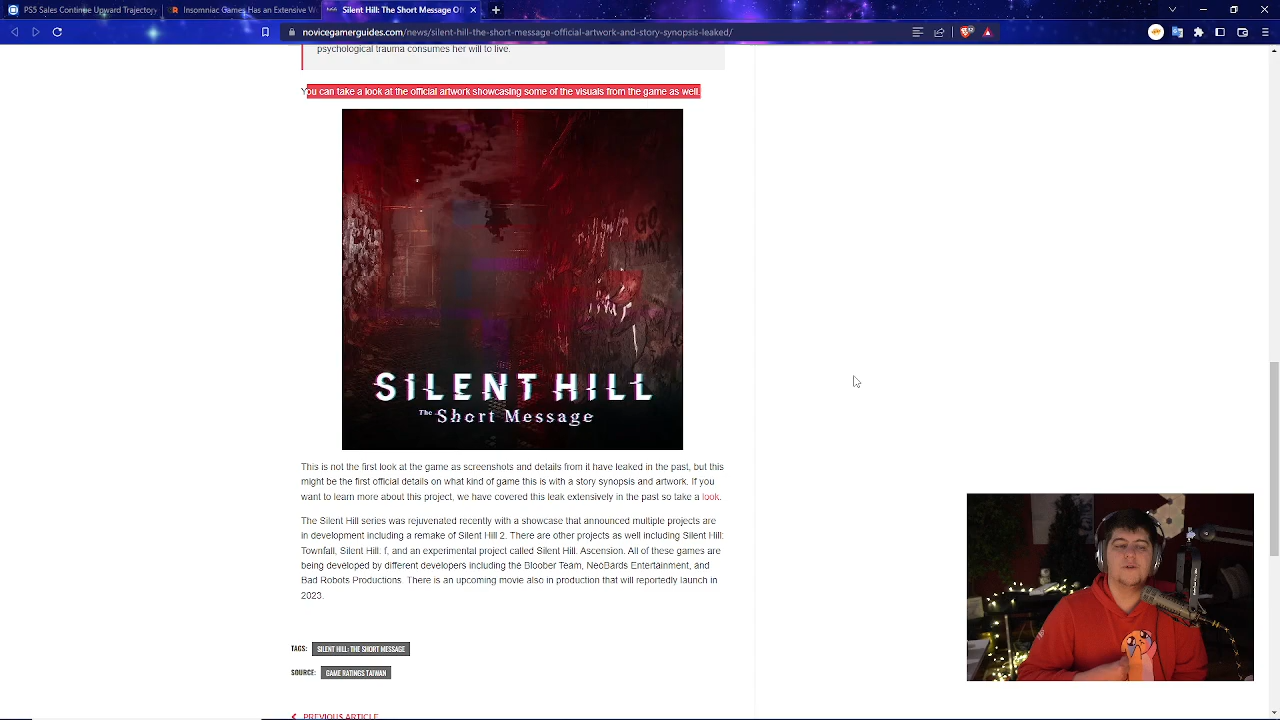 PS5 Sales Continue Upward Trajectory
Insomniac Games Has an Extensive W
Silent Hill: The Short Message Of
novicegamerguides.com/news/silent-hill-the-short-message-official-artwork-and-story-synopsis-leaked/
psychological trauma consumes her will to live.
You can take a look at the official artwork showcasing some of the visuals from the game as well.
GO
AWAY
SILENT HILL
The Short Message
This is not the first look at the game as screenshots and details from it have leaked in the past, but this
might be the first official details on what kind of game this is with a story synopsis and artwork. If you
want to learn more about this project, we have covered this leak extensively in the past so take a look.
The Silent Hill series was rejuvenated recently with a showcase that announced multiple projects are
in development including a remake of Silent Hill 2. There are other projects as well including Silent Hill:
Townfall, Silent Hill. f, and an experimental project called Silent Hill. Ascension. All of these games are
being developed by different developers including the Bloober Team, NeoBards Entertainment, and
Bad Robots Productions. There is an upcoming movie also in production that will reportedly launch in
2023.
TAGS: SILENT HILL: THE SHORT MESSAGE
SOURCE: GAME RATINGS TAIWAN
PREVIOUS ARTICLE